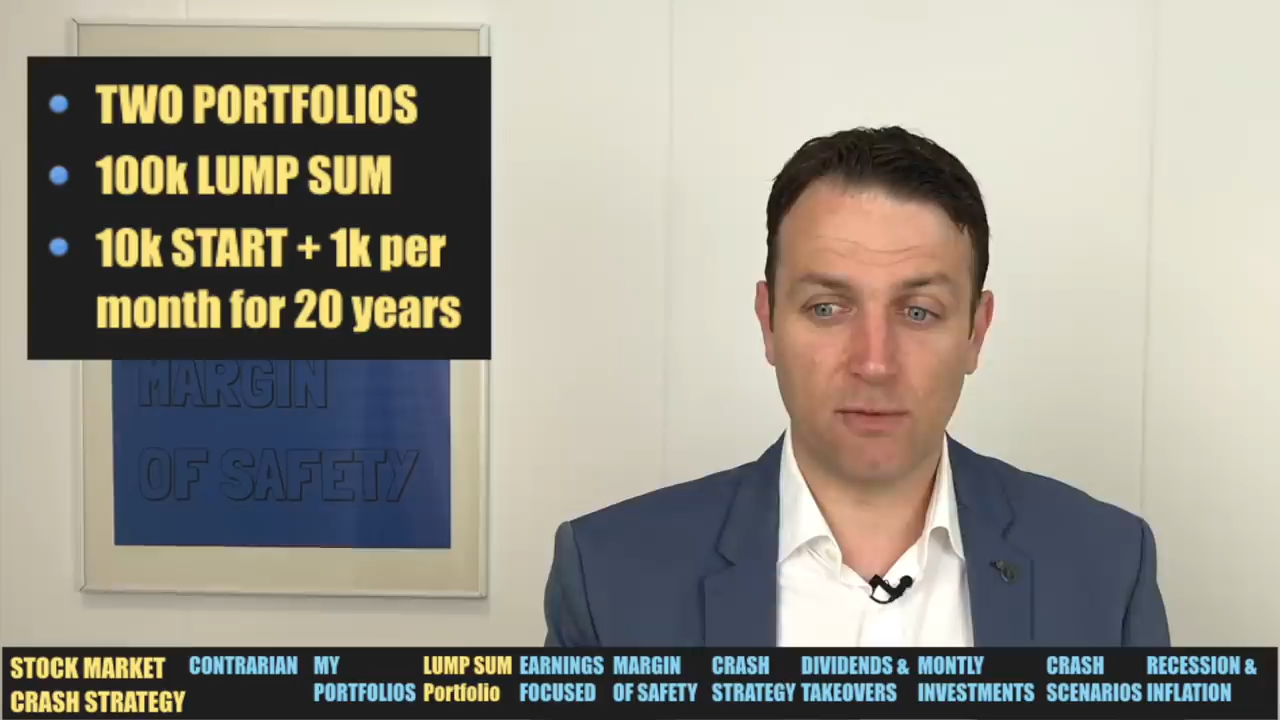 TWO PORTFOLIOS
100k LUMP SUM
10k START + 1k per
month for 20 years
MARGIN
OF SAFETY
STOCK MARKET
CRASH STRATEGY
CONTRARIAN
MY
PORTFOLIOS
LUMP SUM
Portfolio
EARNINGS
FOCUSED
MARGIN
OF SAFETY
CRASH
STRATEGY
DIVIDENDS &
TAKEOVERS
MONTLY
INVESTMENTS
CRASH
SCENARIOS
RECESSION &
INFLATION